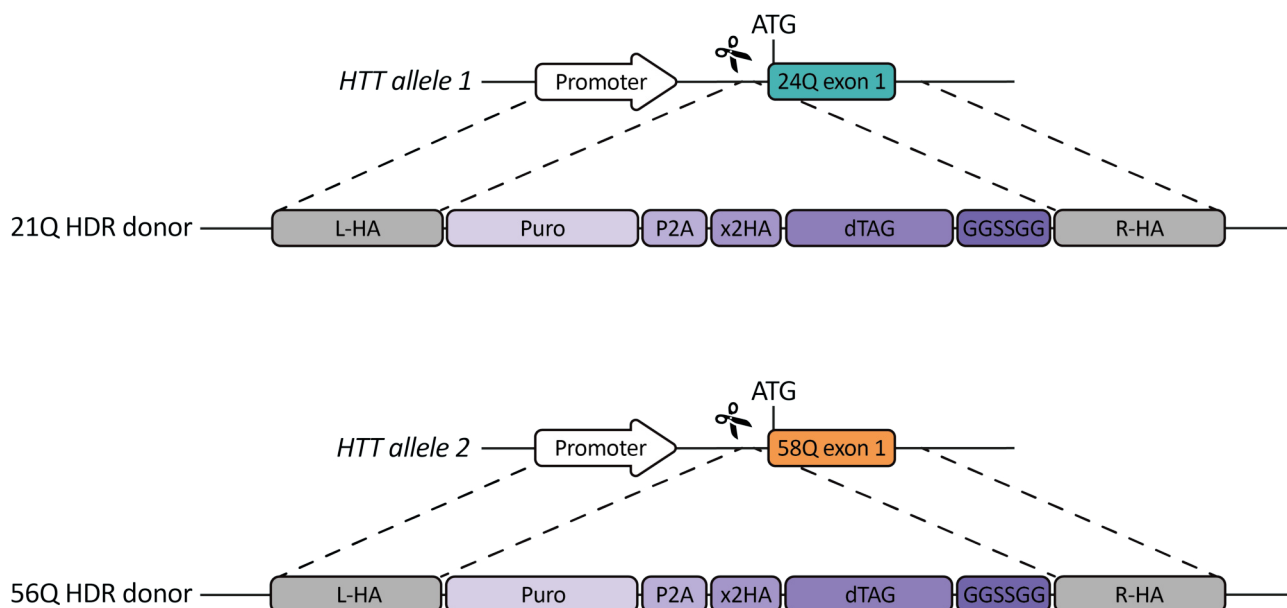 ATG
HTT allele 1
Promoter
24Q exon 1
21Q HDR donor
L-HA
Puro
P2A
x2HA
dTAG
GGSSGG
R-HA
ATG
HTT allele 2
Promoter
58Q exon 1
56Q HDR donor
L-HA
Puro
P2A
x2HA
dTAG
GGSSGG
R-HA